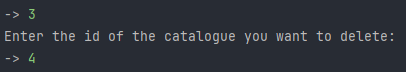 -> 3
Enter the id of the catalogue you want to delete:
-> 4